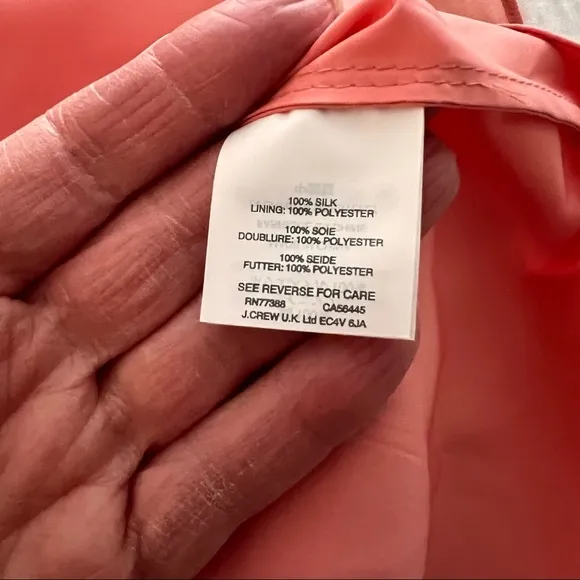 100% SILK
LINING: 100% POLYESTER
100% SOIE
DOUBLURE: 100% POLYESTER
100% SEIDE
FUTTER: 100% POLYESTER
SEE REVERSE FOR CARE
RN77388 CA56445
J.CREW U.K. Ltd EC4V 6JA